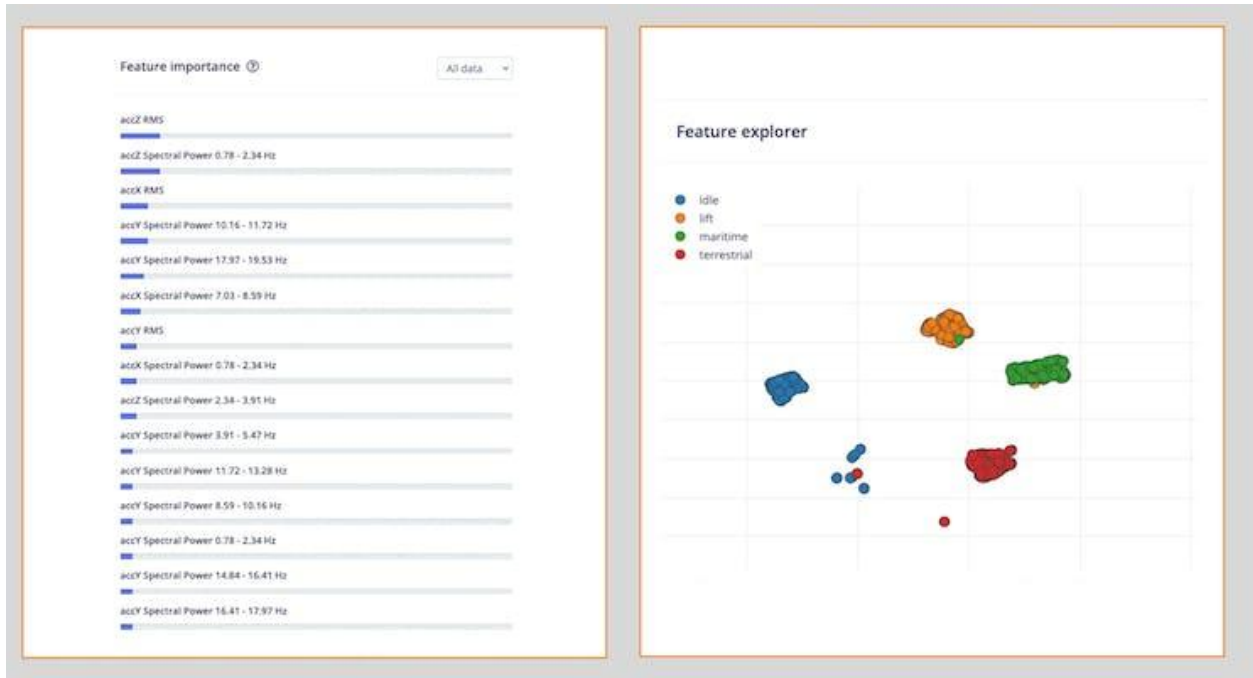 Feature importance ?
All data
accZ RMS
accZ Spectral Power 0.78 - 2.34 Hz
accX RMS
accY Spectral Power 10.16 - 11.72 Hz
accY Spectral Power 17.97 - 19.53 Hz
accX Spectral Power 7.03 - 8.59 Hz
accY RMS
accX Spectral Power 0.78 - 2.34 Hz
accZ Spectral Power 2.34 - 3.91 Hz
accY Spectral Power 3.91 - 5.47 Hz
accY Spectral Power 11.72 - 13.28 Hz
accY Spectral Power 8.59 - 10.16 Hz
accY Spectral Power 0.78 - 2.34 Hz
accY Spectral Power 14.84 - 16.41 Hz
accY Spectral Power 16.41 - 17.97 Hz
Feature explorer
idle
lift
maritime
terrestrial